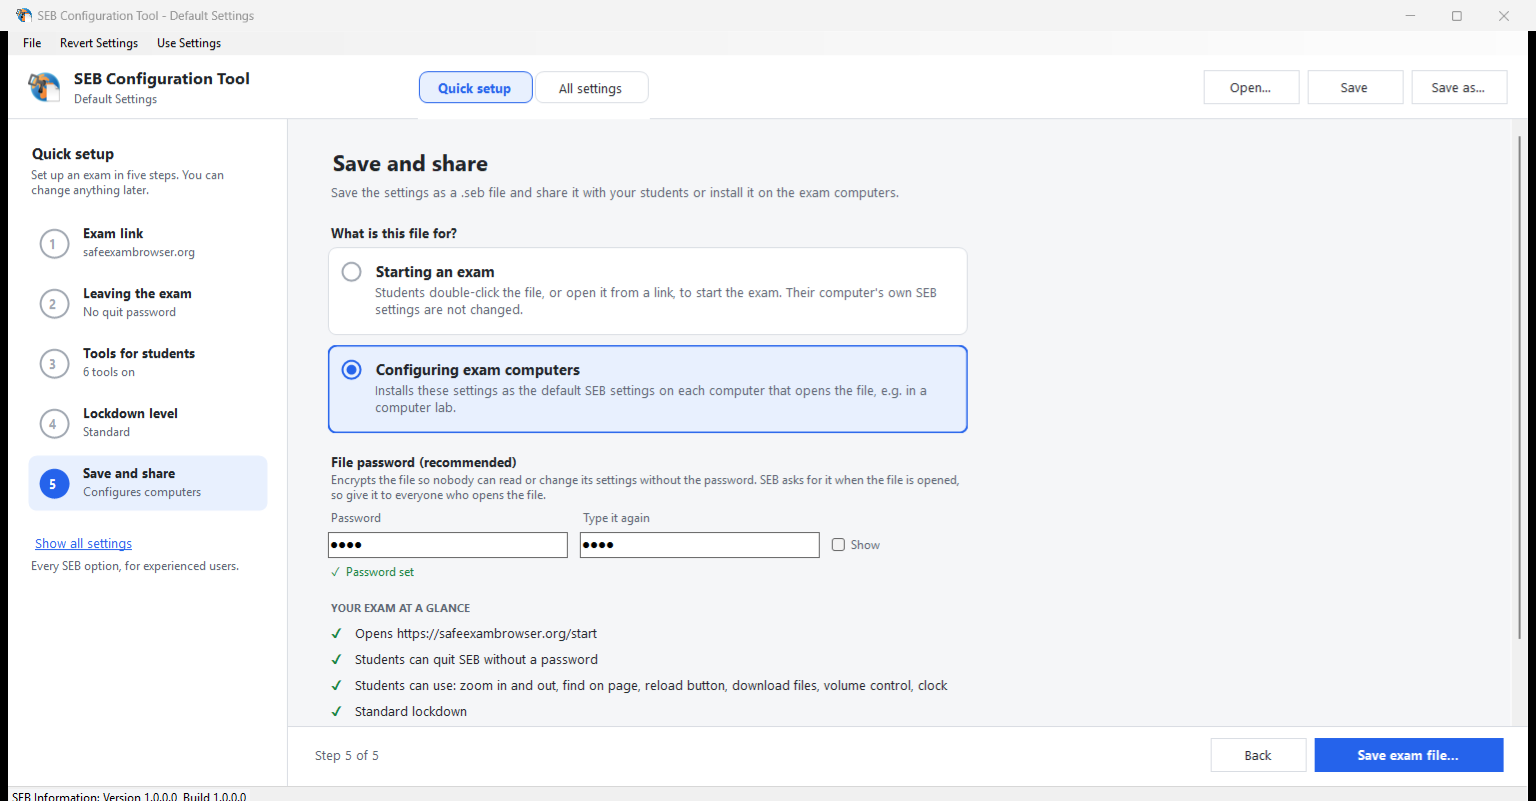 SEB Configuration Tool - Default Settings
File Revert Settings Use Settings
SEB Configuration Tool
Default Settings
Quick setup
All settings
Open...
Save
Save as...
Quick setup
Set up an exam in five steps. You can
change anything later.
1
Exam link
safeexambrowser.org
2
Leaving the exam
No quit password
3
Tools for students
6 tools on
4
Lockdown level
Standard
5
Save and share
Configures computers
Show all settings
Every SEB option, for experienced users.
Save and share
Save the settings as a .seb file and share it with your students or install it on the exam computers.
What is this file for?
Starting an exam
Students double-click the file, or open it from a link, to start the exam. Their computer's own SEB
settings are not changed.
Configuring exam computers
Installs these settings as the default SEB settings on each computer that opens the file, e.g. in a
computer lab.
File password (recommended)
Encrypts the file so nobody can read or change its settings without the password. SEB asks for it when the file is opened,
so give it to everyone who opens the file.
Password
Type it again
●●●●
●●●●
Show
✓ Password set
YOUR EXAM AT A GLANCE
✓ Opens https://safeexambrowser.org/start
✓ Students can quit SEB without a password
✓ Students can use: zoom in and out, find on page, reload button, download files, volume control, clock
✓ Standard lockdown
Step 5 of 5
Back
Save exam file...
SEB Information: Version 1.0.0.0 Build 1.0.0.0